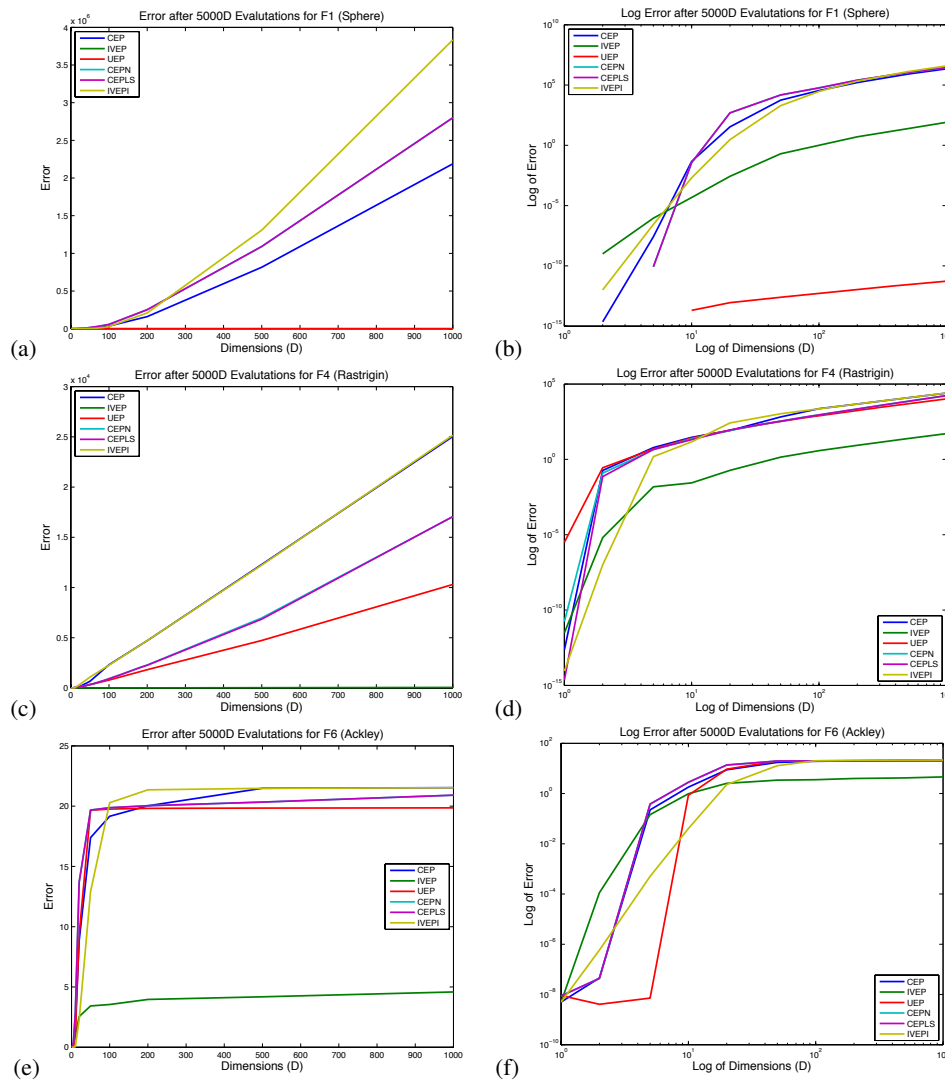 Error after 5000D Evalutations for F1 (Sphere)
x 10^6
4
3.5
3
2.5
2
1.5
1
0.5
0
Error
CEP
IVEP
UEP
CEPN
CEPLS
IVEPI
0 100 200 300 400 500 600 700 800 900 1000
Dimensions (D)
(a)
Log Error after 5000D Evalutations for F1 (Sphere)
10^10
10^5
10^0
10^-5
10^-10
10^-15
Log of Error
CEP
IVEP
UEP
CEPN
CEPLS
IVEPI
10^0 10^1 10^2 10
Log of Dimensions (D)
(b)
Error after 5000D Evalutations for F4 (Rastrigin)
x 10^4
3
2.5
2
1.5
1
0.5
0
Error
CEP
IVEP
UEP
CEPN
CEPLS
IVEPI
0 100 200 300 400 500 600 700 800 900 1000
Dimensions (D)
(c)
Log Error after 5000D Evalutations for F4 (Rastrigin)
10^5
10^0
10^-5
10^-10
10^-15
Log of Error
CEP
IVEP
UEP
CEPN
CEPLS
IVEPI
10^0 10^1 10^2 10
Log of Dimensions (D)
(d)
Error after 5000D Evalutations for F6 (Ackley)
25
20
15
10
5
0
Error
CEP
IVEP
UEP
CEPN
CEPLS
IVEPI
0 100 200 300 400 500 600 700 800 900 1000
Dimensions (D)
(e)
Log Error after 5000D Evalutations for F6 (Ackley)
10^2
10^0
10^-2
10^-4
10^-6
10^-8
10^-10
Log of Error
CEP
IVEP
UEP
CEPN
CEPLS
IVEPI
10^0 10^1 10^2 10
Log of Dimensions (D)
(f)